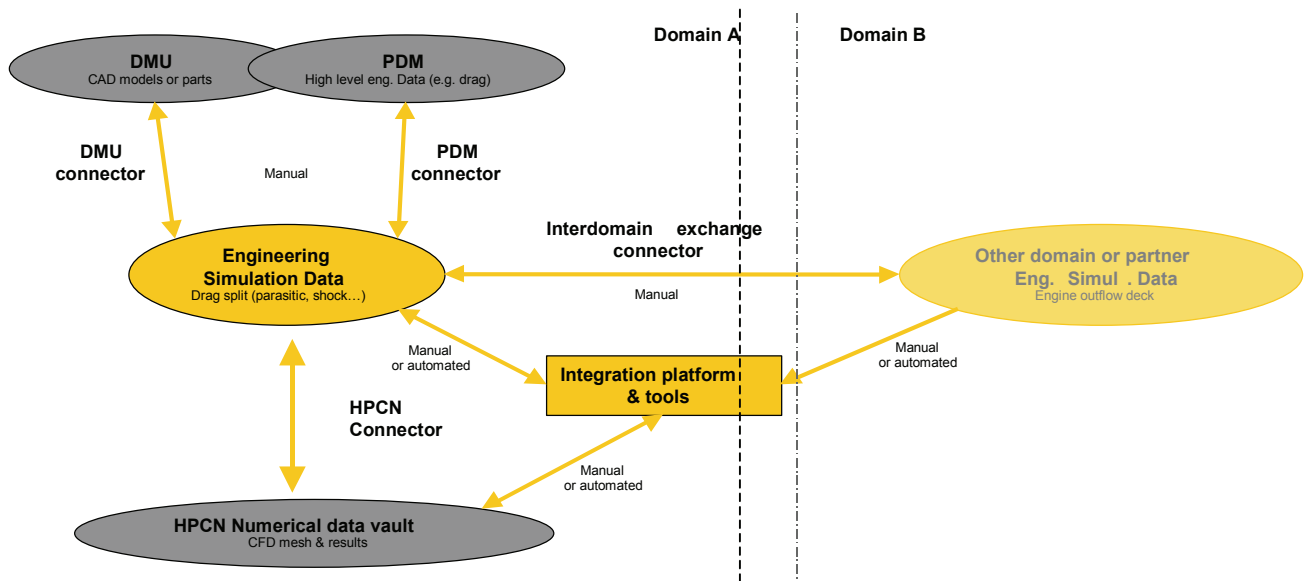 Domain A
Domain B
DMU
CAD models or parts
PDM
High level eng. Data (e.g. drag)
DMU
connector
Manual
PDM
connector
Interdomain exchange
connector
Manual
Engineering
Simulation Data
Drag split (parasitic, shock…)
Other domain or partner
Eng. Simul . Data
Engine outflow deck
Manual
or automated
Integration platform
& tools
Manual
or automated
HPCN
Connector
Manual
or automated
HPCN Numerical data vault
CFD mesh & results